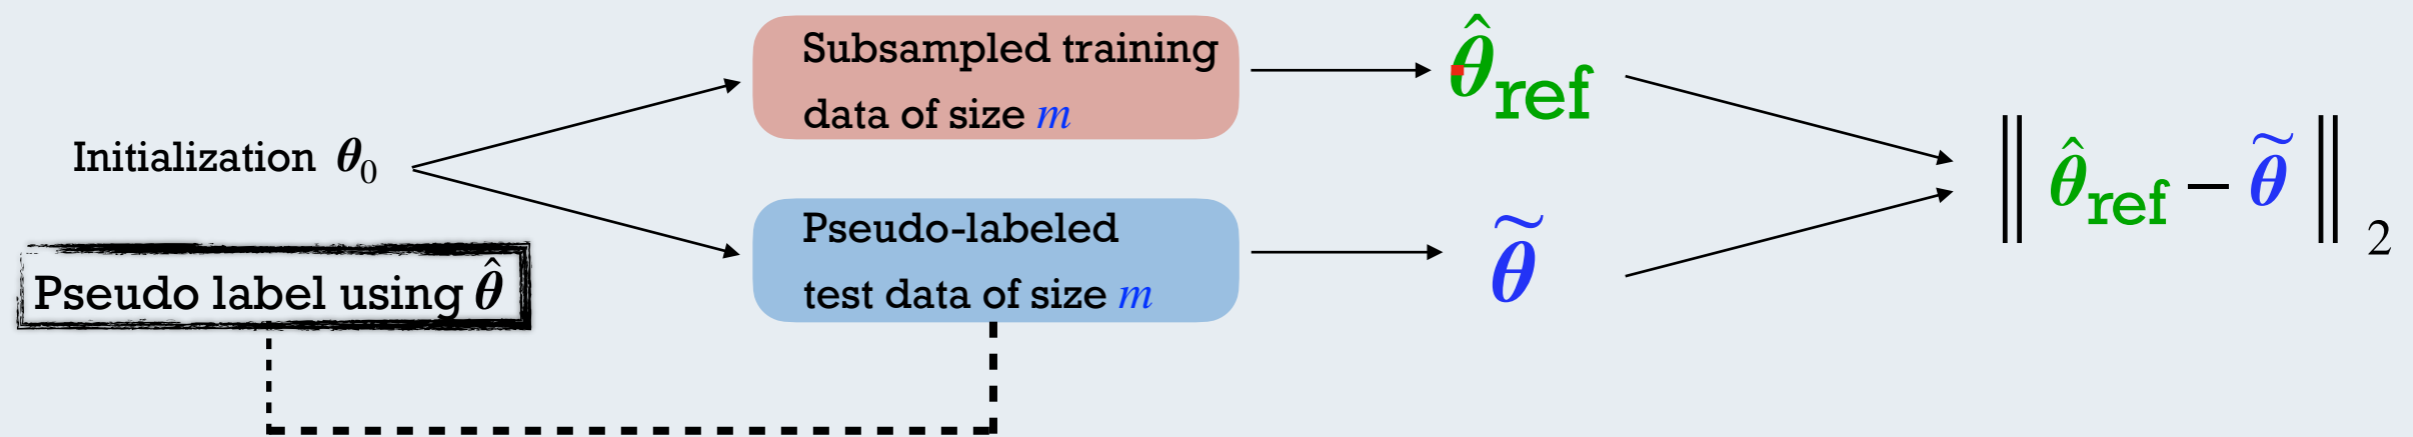 Subsampled training
data of size m
θ̂ref
Initialization θ0
‖ θ̂ref − θ̃ ‖2
Pseudo-labeled
test data of size m
θ̃
Pseudo label using θ̂